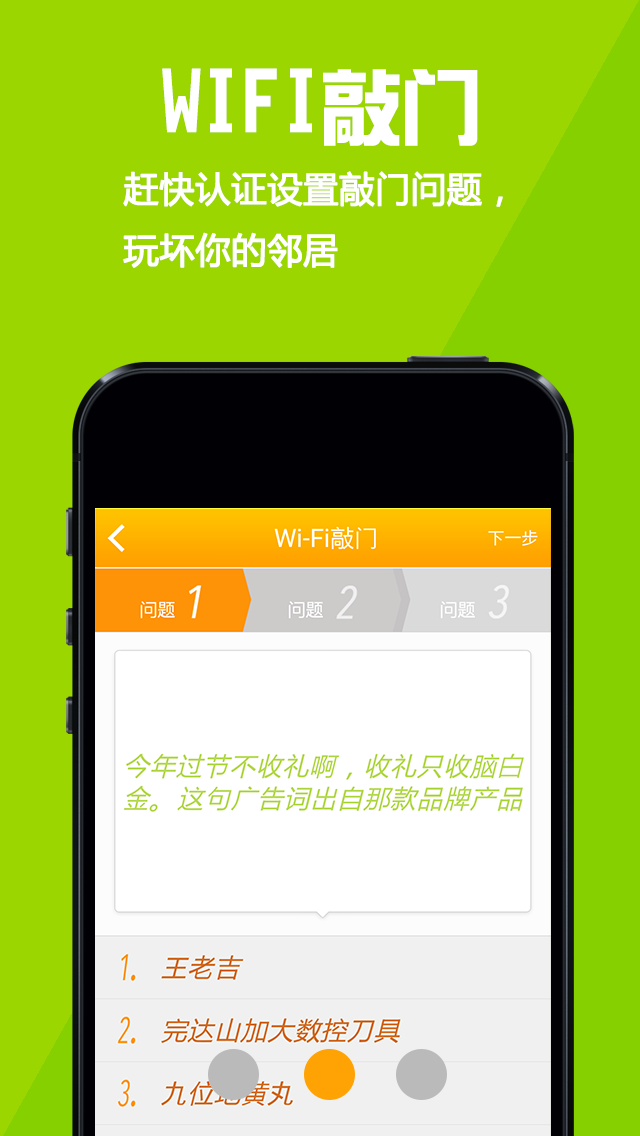 WIFI敲门
赶快认证设置敲门问题，
玩坏你的邻居
Wi-Fi敲门
下一步
问题 1
问题 2
问题 3
今年过节不收礼啊，收礼只收脑白
金。这句广告词出自那款品牌产品
1. 王老吉
2. 完达山加大数控刀具
3. 九位地黄丸